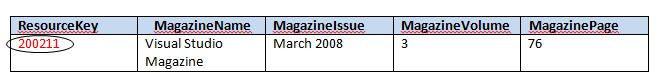 ResourceKey MagazineName MagazineIssue MagazineVolume MagazinePage
200211 Visual Studio Magazine March 2008 3 76